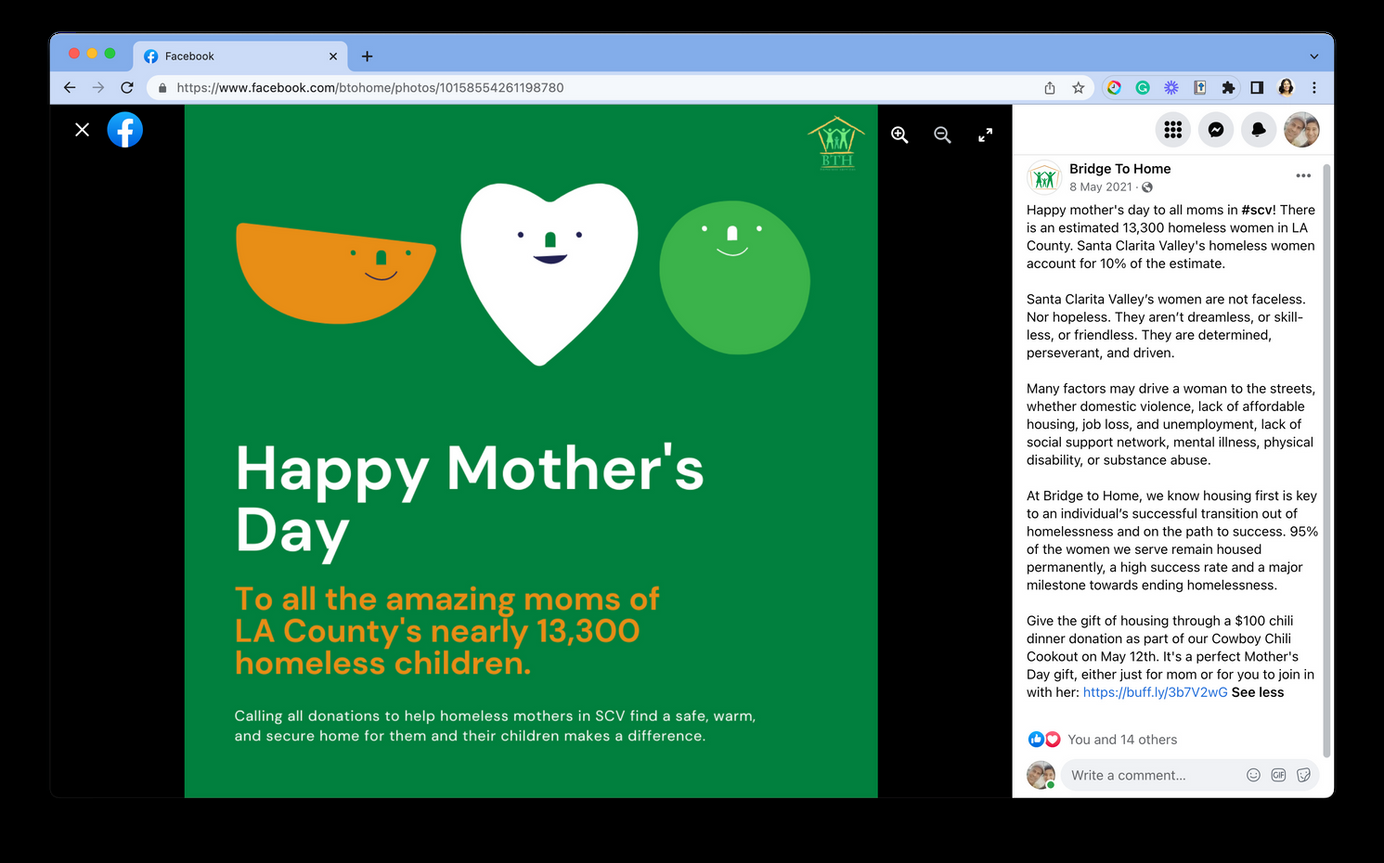 Facebook
https://www.facebook.com/btohome/photos/10158554261198780
BTH
Happy Mother's
Day
To all the amazing moms of
LA County's nearly 13,300
homeless children.
Calling all donations to help homeless mothers in SCV find a safe, warm,
and secure home for them and their children makes a difference.
Bridge To Home
8 May 2021 ·
Happy mother's day to all moms in #scv! There
is an estimated 13,300 homeless women in LA
County. Santa Clarita Valley's homeless women
account for 10% of the estimate.
Santa Clarita Valley’s women are not faceless.
Nor hopeless. They aren’t dreamless, or skill-
less, or friendless. They are determined,
perseverant, and driven.
Many factors may drive a woman to the streets,
whether domestic violence, lack of affordable
housing, job loss, and unemployment, lack of
social support network, mental illness, physical
disability, or substance abuse.
At Bridge to Home, we know housing first is key
to an individual’s successful transition out of
homelessness and on the path to success. 95%
of the women we serve remain housed
permanently, a high success rate and a major
milestone towards ending homelessness.
Give the gift of housing through a $100 chili
dinner donation as part of our Cowboy Chili
Cookout on May 12th. It's a perfect Mother's
Day gift, either just for mom or for you to join in
with her: https://buff.ly/3b7V2wG See less
You and 14 others
Write a comment...
GIF